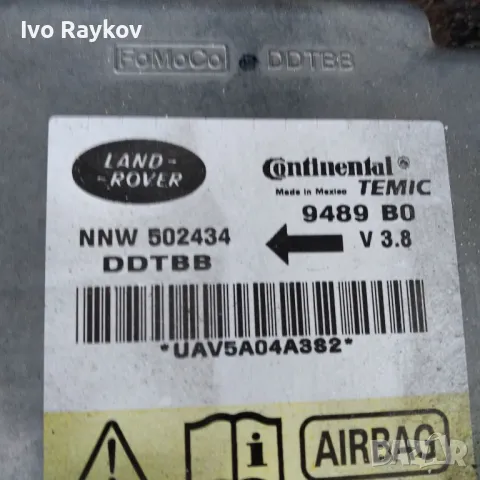 Ivo Raykov
FoMoCo DDTBB
LAND-
-ROVER
Continental®
Made in Mexico TEMIC
9489 B0
NNW 502434 V 3.8
DDTBB
*UAV5A04A3S2*
i AIRBAG